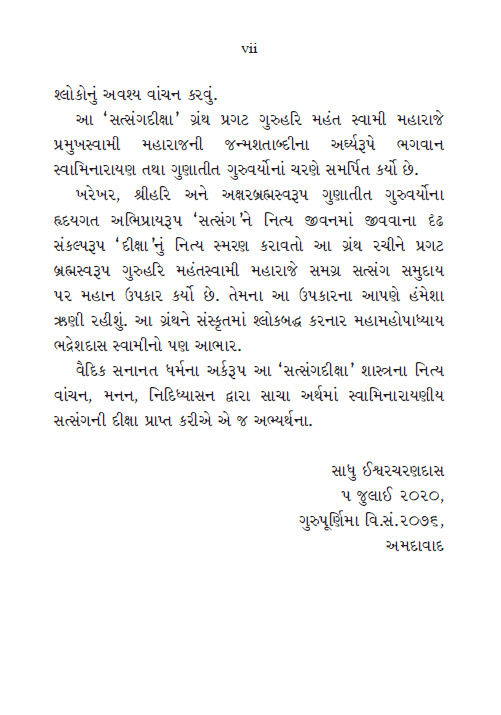 vii
શ્લોકોનું અવશ્ય વાંચન કરવું.
આ ‘સત્સંગદીક્ષા’ ગ્રંથ પ્રગટ ગુરુહરિ મહંત સ્વામી મહારાજે
પ્રમુખસ્વામી મહારાજની જન્મશતાબ્દીના અર્ઘ્યરૂપે ભગવાન
સ્વામિનારાયણ તથા ગુણાતીત ગુરુવર્યોનાં ચરણે સમર્પિત કર્યો છે.
ખરેખર, શ્રીહરિ અને અક્ષરબ્રહ્મસ્વરૂપ ગુણાતીત ગુરુવર્યોના
હૃદયગત અભિપ્રાયરૂપ ‘સત્સંગ’ને નિત્ય જીવનમાં જીવવાના દૃઢ
સંકલ્પરૂપ ‘દીક્ષા’નું નિત્ય સ્મરણ કરાવતો આ ગ્રંથ રચીને પ્રગટ
બ્રહ્મસ્વરૂપ ગુરુહરિ મહંતસ્વામી મહારાજે સમગ્ર સત્સંગ સમુદાય
પર મહાન ઉપકાર કર્યો છે. તેમના આ ઉપકારના આપણે હંમેશા
ઋણી રહીશું. આ ગ્રંથને સંસ્કૃતમાં શ્લોકબદ્ધ કરનાર મહામહોપાધ્યાય
ભદ્રેશદાસ સ્વામીનો પણ આભાર.
વૈદિક સનાનત ધર્મના અર્કરૂપ આ ‘સત્સંગદીક્ષા’ શાસ્ત્રના નિત્ય
વાંચન, મનન, નિદિધ્યાસન દ્વારા સાચા અર્થમાં સ્વામિનારાયણીય
સત્સંગની દીક્ષા પ્રાપ્ત કરીએ એ જ અભ્યર્થના.
સાધુ ઈશ્વરચરણદાસ
૫ જુલાઈ ૨૦૨૦,
ગુરુપૂર્ણિમા વિ.સં.૨૦૭૬,
અમદાવાદ